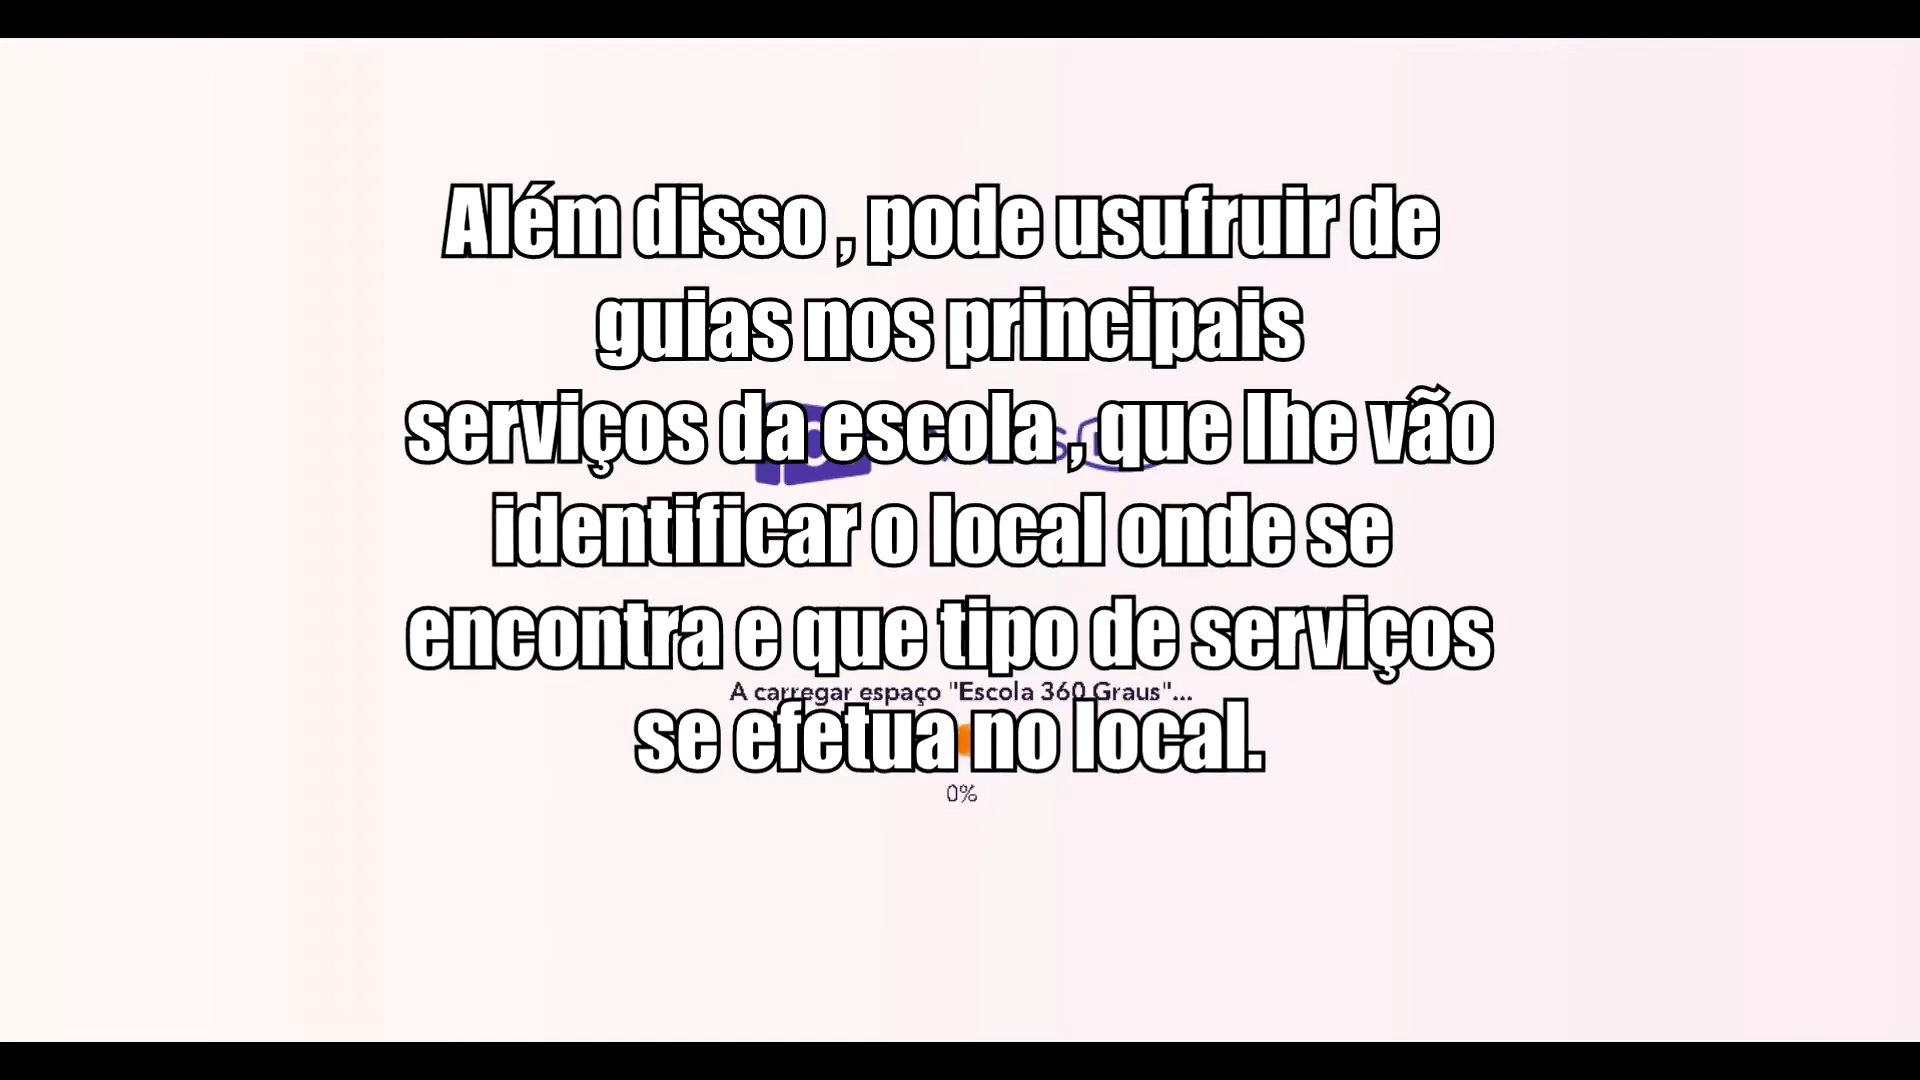 Além disso , pode usufruir de
guias nos principais
serviços da escola , que lhe vão
identificar o local onde se
encontra e que tipo de serviços
A carregar espaço "Escola 360 Graus"...
se efetua no local.
0%